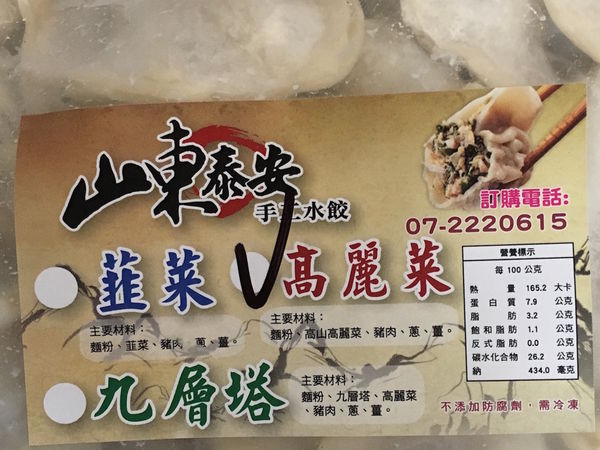 山東泰安
手工水餃
訂購電話:
07-2220615
韮菜
主要材料：
麵粉、韮菜、豬肉、蔥、薑。
高麗菜
主要材料：
麵粉、高山高麗菜、豬肉、蔥、薑。
九層塔
主要材料：
麵粉、九層塔、高麗菜
、豬肉、蔥、薑。
營養標示
每 100 公克
熱量 165.2 大卡
蛋白質 7.9 公克
脂肪 3.2 公克
飽和脂肪 1.1 公克
反式脂肪 0.0 公克
碳水化合物 26.2 公克
納 434.0 毫克
不添加防腐劑，需冷凍